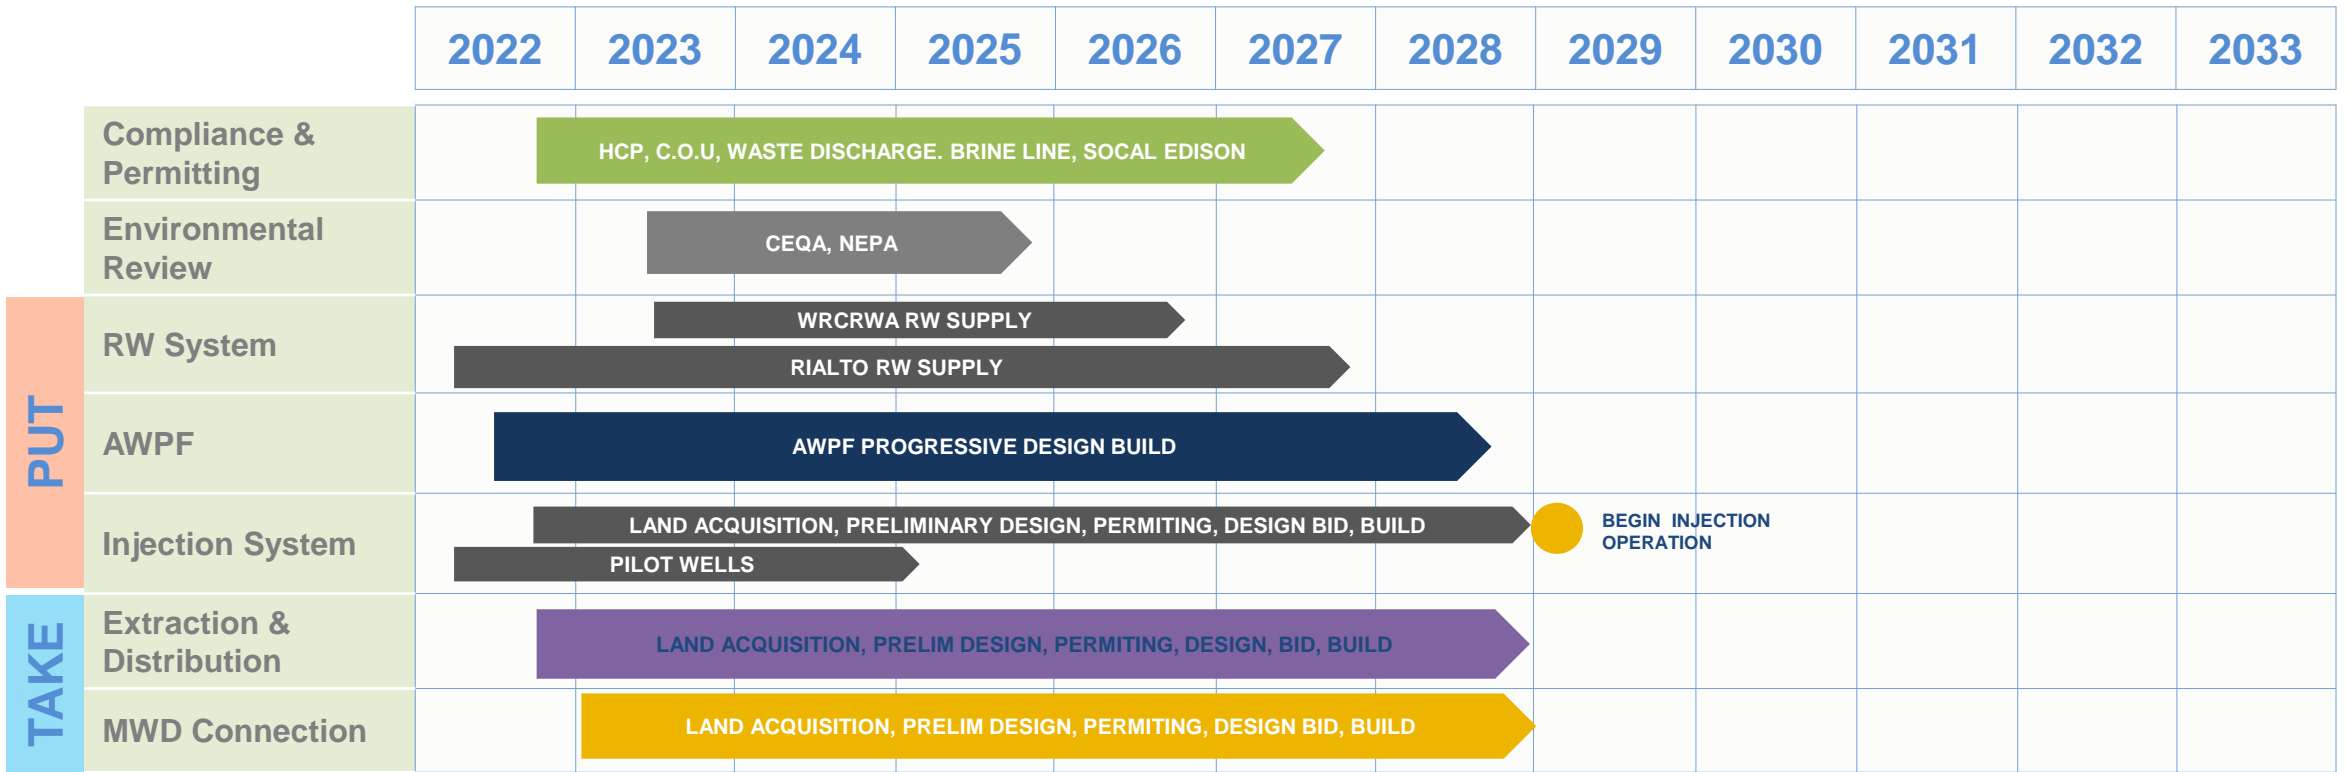 2022 2023 2024 2025 2026 2027 2028 2029 2030 2031 2032 2033
Compliance &
Permitting
HCP, C.O.U, WASTE DISCHARGE. BRINE LINE, SOCAL EDISON
Environmental
Review
CEQA, NEPA
PUT
RW System
WRCRWA RW SUPPLY
RIALTO RW SUPPLY
AWPF
AWPF PROGRESSIVE DESIGN BUILD
Injection System
LAND ACQUISITION, PRELIMINARY DESIGN, PERMITING, DESIGN BID, BUILD
PILOT WELLS
BEGIN INJECTION
OPERATION
TAKE
Extraction &
Distribution
LAND ACQUISITION, PRELIM DESIGN, PERMITING, DESIGN, BID, BUILD
MWD Connection
LAND ACQUISITION, PRELIM DESIGN, PERMITING, DESIGN BID, BUILD